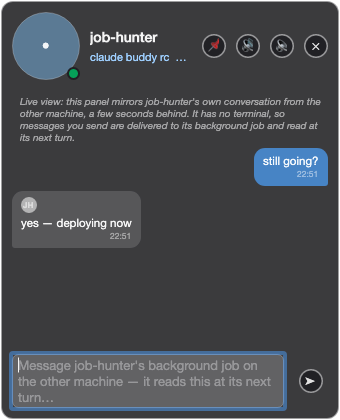 job-hunter
claude buddy rc …
Live view: this panel mirrors job-hunter's own conversation from the
other machine, a few seconds behind. It has no terminal, so
messages you send are delivered to its background job and read at
its next turn.
still going?
22:51
JH
yes — deploying now
22:51
Message job-hunter's background job on
the other machine — it reads this at its next
turn…